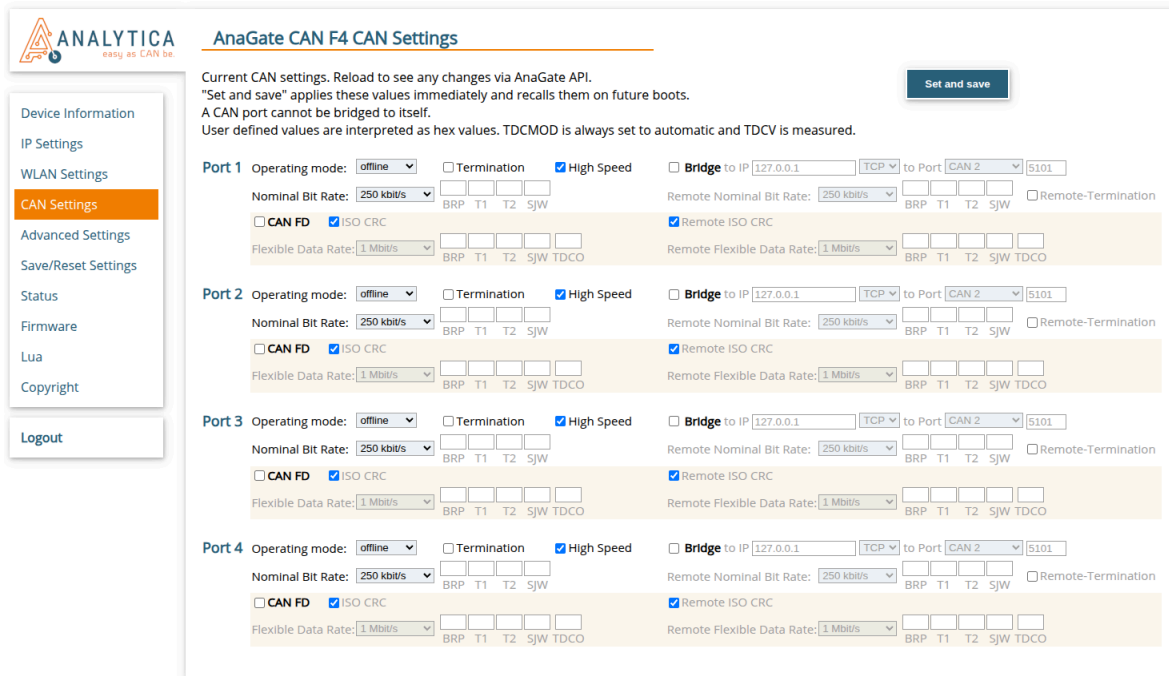 ANALYTICA
easy as CAN be.
AnaGate CAN F4 CAN Settings
Current CAN settings. Reload to see any changes via AnaGate API.
"Set and save" applies these values immediately and recalls them on future boots.
A CAN port cannot be bridged to itself.
User defined values are interpreted as hex values. TDCMOD is always set to automatic and TDCV is measured.
Set and save
Device Information
IP Settings
WLAN Settings
CAN Settings
Advanced Settings
Save/Reset Settings
Status
Firmware
Lua
Copyright
Logout
Port 1 Operating mode: offline Termination High Speed Bridge to IP 127.0.0.1 TCP to Port CAN 2 5101
Nominal Bit Rate: 250 kbit/s Remote Nominal Bit Rate: 250 kbit/s Remote-Termination
BRP T1 T2 SJW BRP T1 T2 SJW
CAN FD ISO CRC Remote ISO CRC
Flexible Data Rate: 1 Mbit/s Remote Flexible Data Rate: 1 Mbit/s
BRP T1 T2 SJW TDCO BRP T1 T2 SJW TDCO
Port 2 Operating mode: offline Termination High Speed Bridge to IP 127.0.0.1 TCP to Port CAN 2 5101
Nominal Bit Rate: 250 kbit/s Remote Nominal Bit Rate: 250 kbit/s Remote-Termination
BRP T1 T2 SJW BRP T1 T2 SJW
CAN FD ISO CRC Remote ISO CRC
Flexible Data Rate: 1 Mbit/s Remote Flexible Data Rate: 1 Mbit/s
BRP T1 T2 SJW TDCO BRP T1 T2 SJW TDCO
Port 3 Operating mode: offline Termination High Speed Bridge to IP 127.0.0.1 TCP to Port CAN 2 5101
Nominal Bit Rate: 250 kbit/s Remote Nominal Bit Rate: 250 kbit/s Remote-Termination
BRP T1 T2 SJW BRP T1 T2 SJW
CAN FD ISO CRC Remote ISO CRC
Flexible Data Rate: 1 Mbit/s Remote Flexible Data Rate: 1 Mbit/s
BRP T1 T2 SJW TDCO BRP T1 T2 SJW TDCO
Port 4 Operating mode: offline Termination High Speed Bridge to IP 127.0.0.1 TCP to Port CAN 2 5101
Nominal Bit Rate: 250 kbit/s Remote Nominal Bit Rate: 250 kbit/s Remote-Termination
BRP T1 T2 SJW BRP T1 T2 SJW
CAN FD ISO CRC Remote ISO CRC
Flexible Data Rate: 1 Mbit/s Remote Flexible Data Rate: 1 Mbit/s
BRP T1 T2 SJW TDCO BRP T1 T2 SJW TDCO